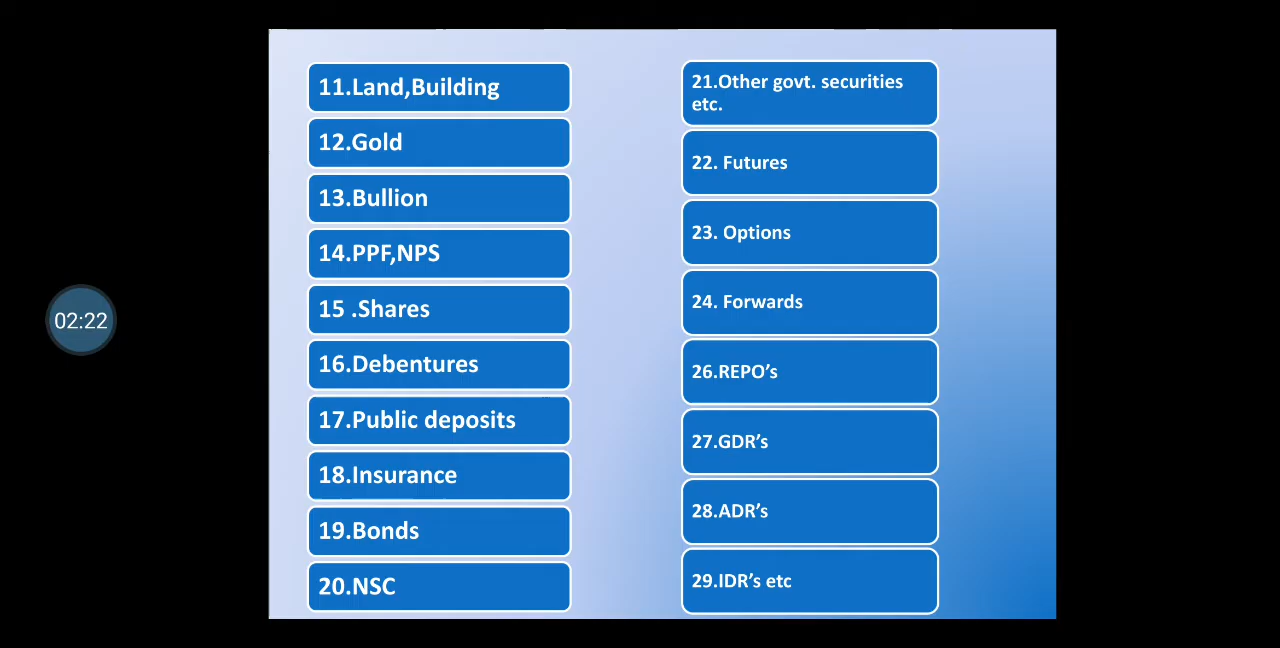 11.Land,Building
12.Gold
13.Bullion
14.PPF,NPS
15 .Shares
16.Debentures
17.Public deposits
18.Insurance
19.Bonds
20.NSC
21.Other govt. securities
etc.
22. Futures
23. Options
24. Forwards
26.REPO’s
27.GDR’s
28.ADR’s
29.IDR’s etc
02:22